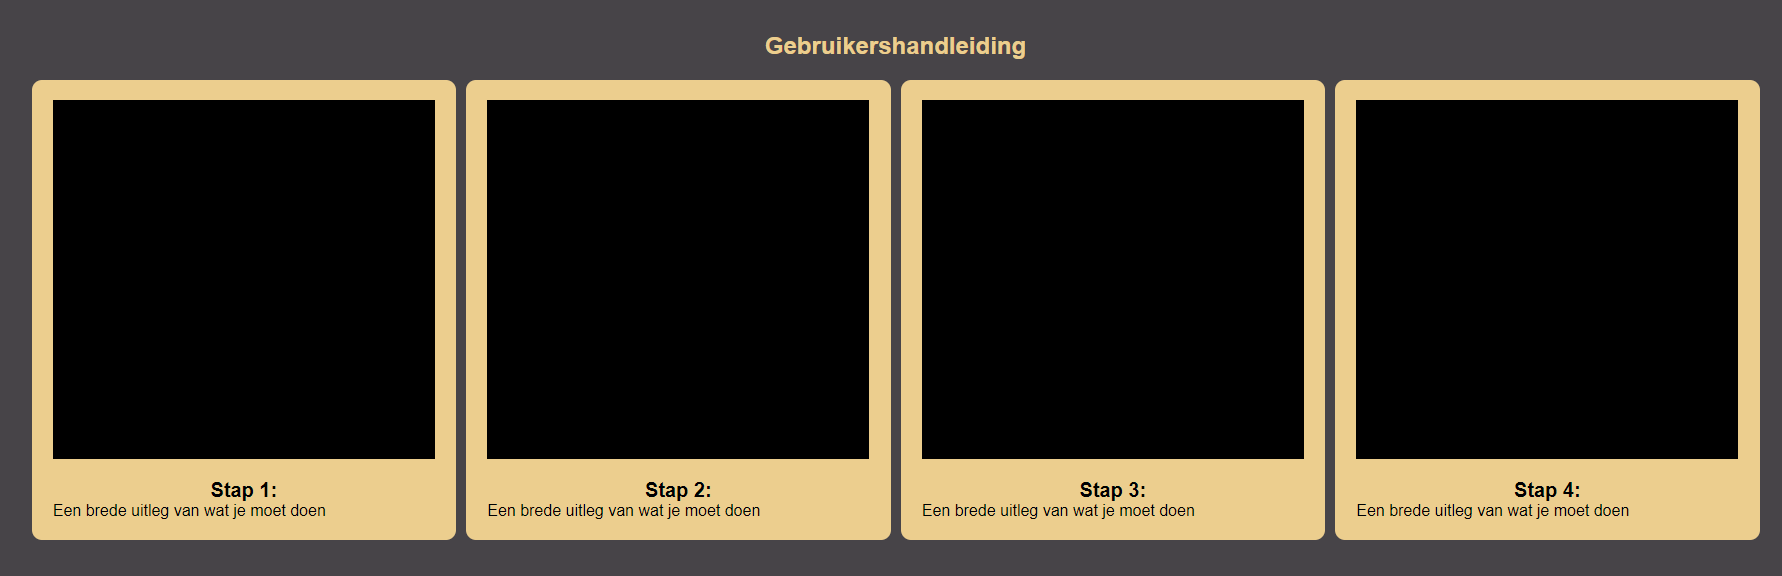 Gebruikershandleiding
Stap 1:
Een brede uitleg van wat je moet doen
Stap 2:
Een brede uitleg van wat je moet doen
Stap 3:
Een brede uitleg van wat je moet doen
Stap 4:
Een brede uitleg van wat je moet doen